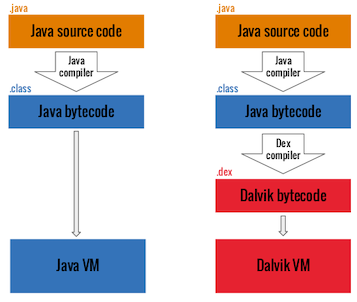 .java
Java source code
Java
compiler
.class
Java bytecode
Java VM
.java
Java source code
Java
compiler
.class
Java bytecode
Dex
compiler
.dex
Dalvik bytecode
Dalvik VM